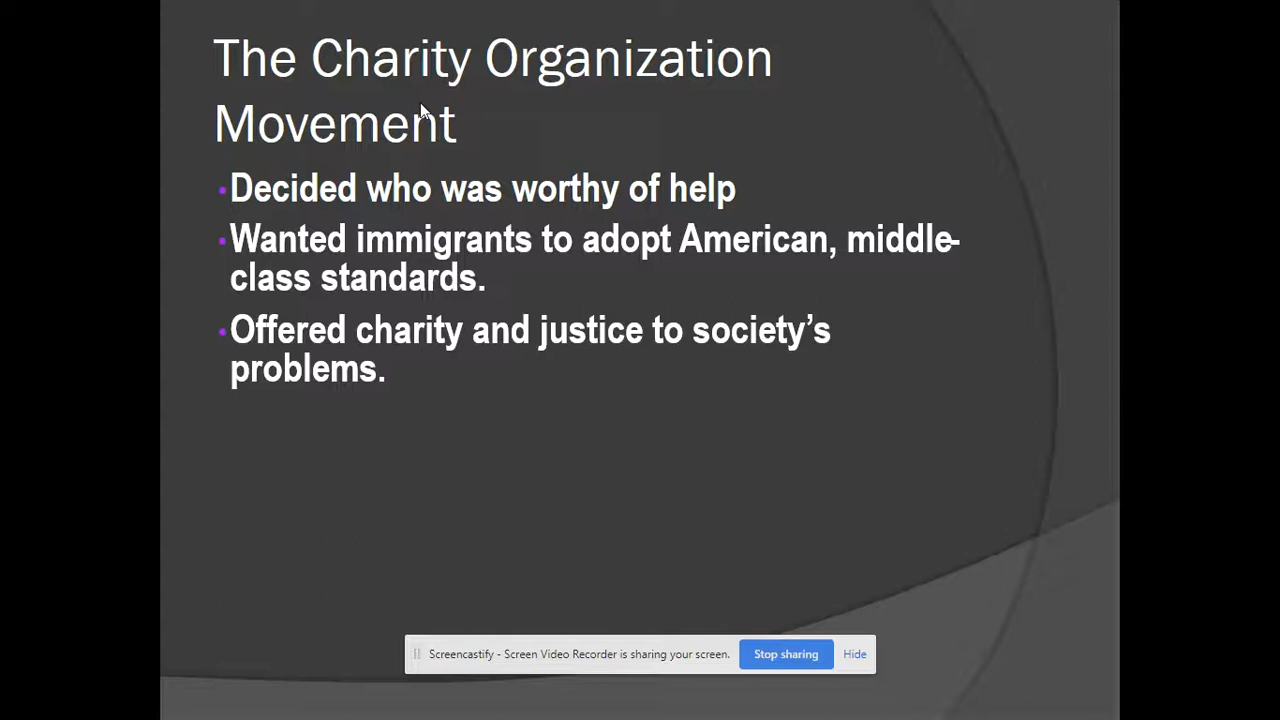 The Charity Organization
Movement
•Decided who was worthy of help
•Wanted immigrants to adopt American, middle-
class standards.
•Offered charity and justice to society’s
problems.
Screencastify - Screen Video Recorder is sharing your screen. Stop sharing Hide